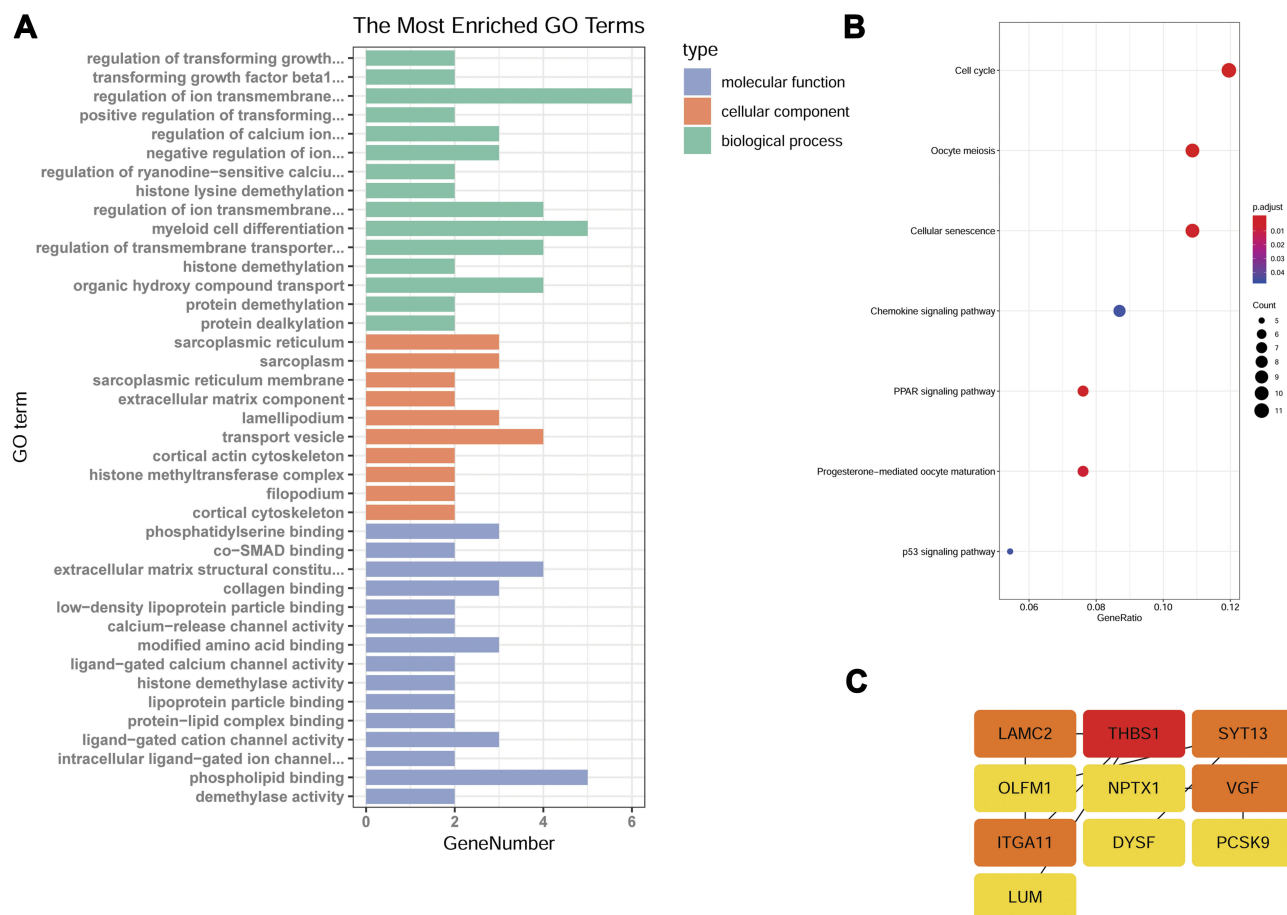 A
The Most Enriched GO Terms
GO term
regulation of transforming growth...
transforming growth factor beta1...
regulation of ion transmembrane...
positive regulation of transforming...
regulation of calcium ion...
negative regulation of ion...
regulation of ryanodine−sensitive calciu...
histone lysine demethylation
regulation of ion transmembrane...
myeloid cell differentiation
regulation of transmembrane transporter...
histone demethylation
organic hydroxy compound transport
protein demethylation
protein dealkylation
sarcoplasmic reticulum
sarcoplasm
sarcoplasmic reticulum membrane
extracellular matrix component
lamellipodium
transport vesicle
cortical actin cytoskeleton
histone methyltransferase complex
filopodium
cortical cytoskeleton
phosphatidylserine binding
co−SMAD binding
extracellular matrix structural constitu...
collagen binding
low−density lipoprotein particle binding
calcium−release channel activity
modified amino acid binding
ligand−gated calcium channel activity
histone demethylase activity
lipoprotein particle binding
protein−lipid complex binding
ligand−gated cation channel activity
intracellular ligand−gated ion channel...
phospholipid binding
demethylase activity
0 2 4 6
GeneNumber
type
molecular function
cellular component
biological process
B
Cell cycle
Oocyte meiosis
Cellular senescence
Chemokine signaling pathway
PPAR signaling pathway
Progesterone−mediated oocyte maturation
p53 signaling pathway
0.06 0.08 0.10 0.12
GeneRatio
p.adjust
0.01
0.02
0.03
0.04
Count
5
6
7
8
9
10
11
C
LAMC2 THBS1 SYT13
OLFM1 NPTX1 VGF
ITGA11 DYSF PCSK9
LUM